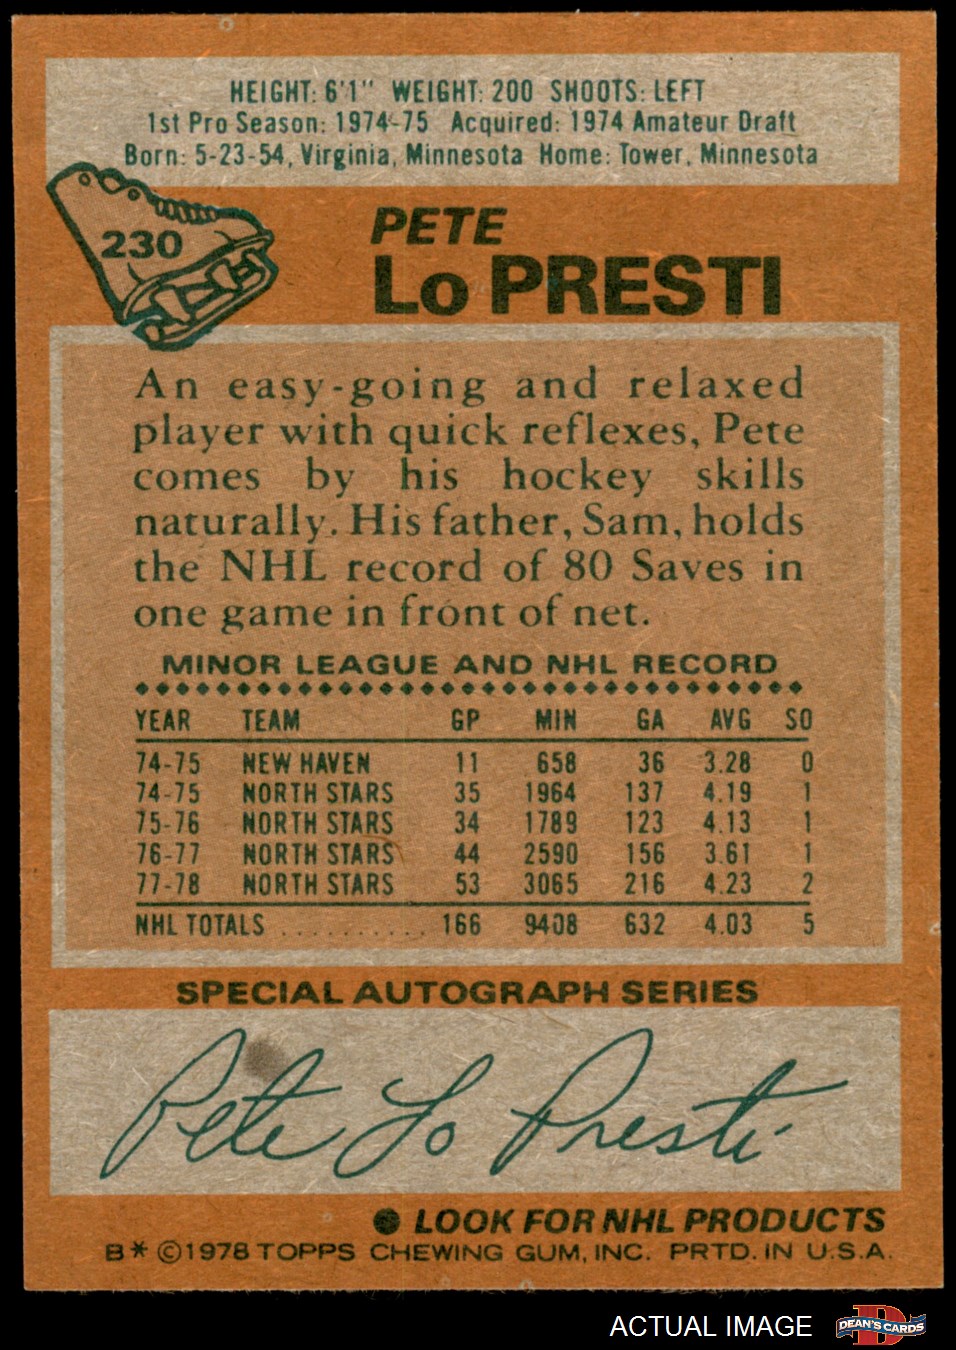 HEIGHT: 6'1" WEIGHT: 200 SHOOTS: LEFT
1st Pro Season: 1974-75 Acquired: 1974 Amateur Draft
Born: 5-23-54, Virginia, Minnesota Home: Tower, Minnesota
230
PETE
Lo PRESTI
An easy-going and relaxed
player with quick reflexes, Pete
comes by his hockey skills
naturally. His father, Sam, holds
the NHL record of 80 Saves in
one game in front of net.
MINOR LEAGUE AND NHL RECORD
YEAR TEAM GP MIN GA AVG SO
74-75 NEW HAVEN 11 658 36 3.28 0
74-75 NORTH STARS 35 1964 137 4.19 1
75-76 NORTH STARS 34 1789 123 4.13 1
76-77 NORTH STARS 44 2590 156 3.61 1
77-78 NORTH STARS 53 3065 216 4.23 2
NHL TOTALS .......... 166 9408 632 4.03 5
SPECIAL AUTOGRAPH SERIES
Pete Lo Presti
● LOOK FOR NHL PRODUCTS
B* ©1978 TOPPS CHEWING GUM, INC. PRTD. IN U.S.A.
ACTUAL IMAGE
D
DEAN'S CARDS